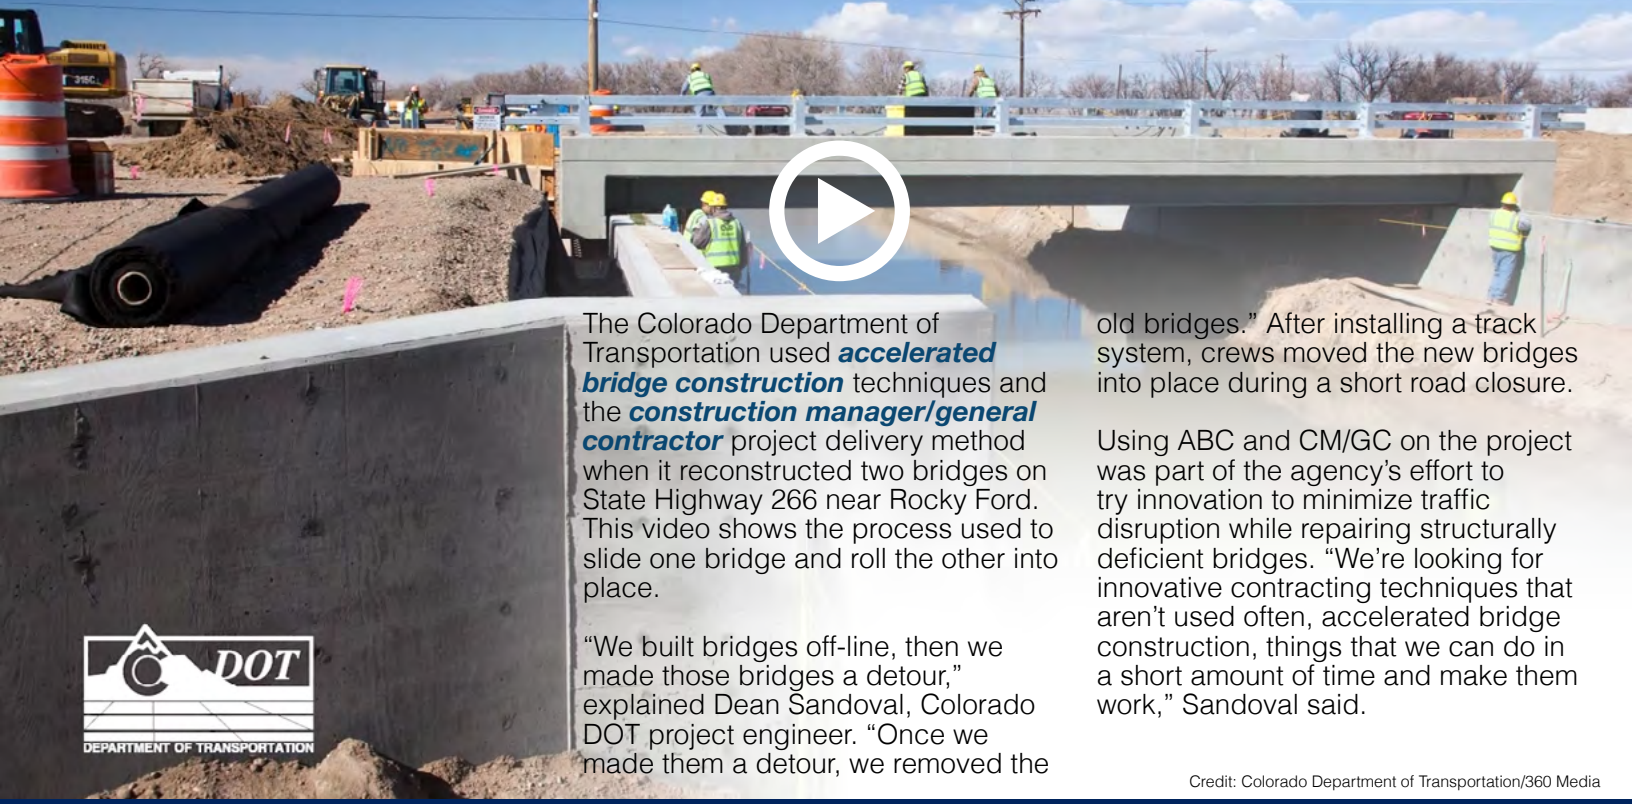 315C
The Colorado Department of
Transportation used accelerated
bridge construction techniques and
the construction manager/general
contractor project delivery method
when it reconstructed two bridges on
State Highway 266 near Rocky Ford.
This video shows the process used to
slide one bridge and roll the other into
place.
“We built bridges off-line, then we
made those bridges a detour,”
explained Dean Sandoval, Colorado
DOT project engineer. “Once we
made them a detour, we removed the
old bridges.” After installing a track
system, crews moved the new bridges
into place during a short road closure.
Using ABC and CM/GC on the project
was part of the agency’s effort to
try innovation to minimize traffic
disruption while repairing structurally
deficient bridges. “We’re looking for
innovative contracting techniques that
aren’t used often, accelerated bridge
construction, things that we can do in
a short amount of time and make them
work,” Sandoval said.
C DOT
DEPARTMENT OF TRANSPORTATION
Credit: Colorado Department of Transportation/360 Media